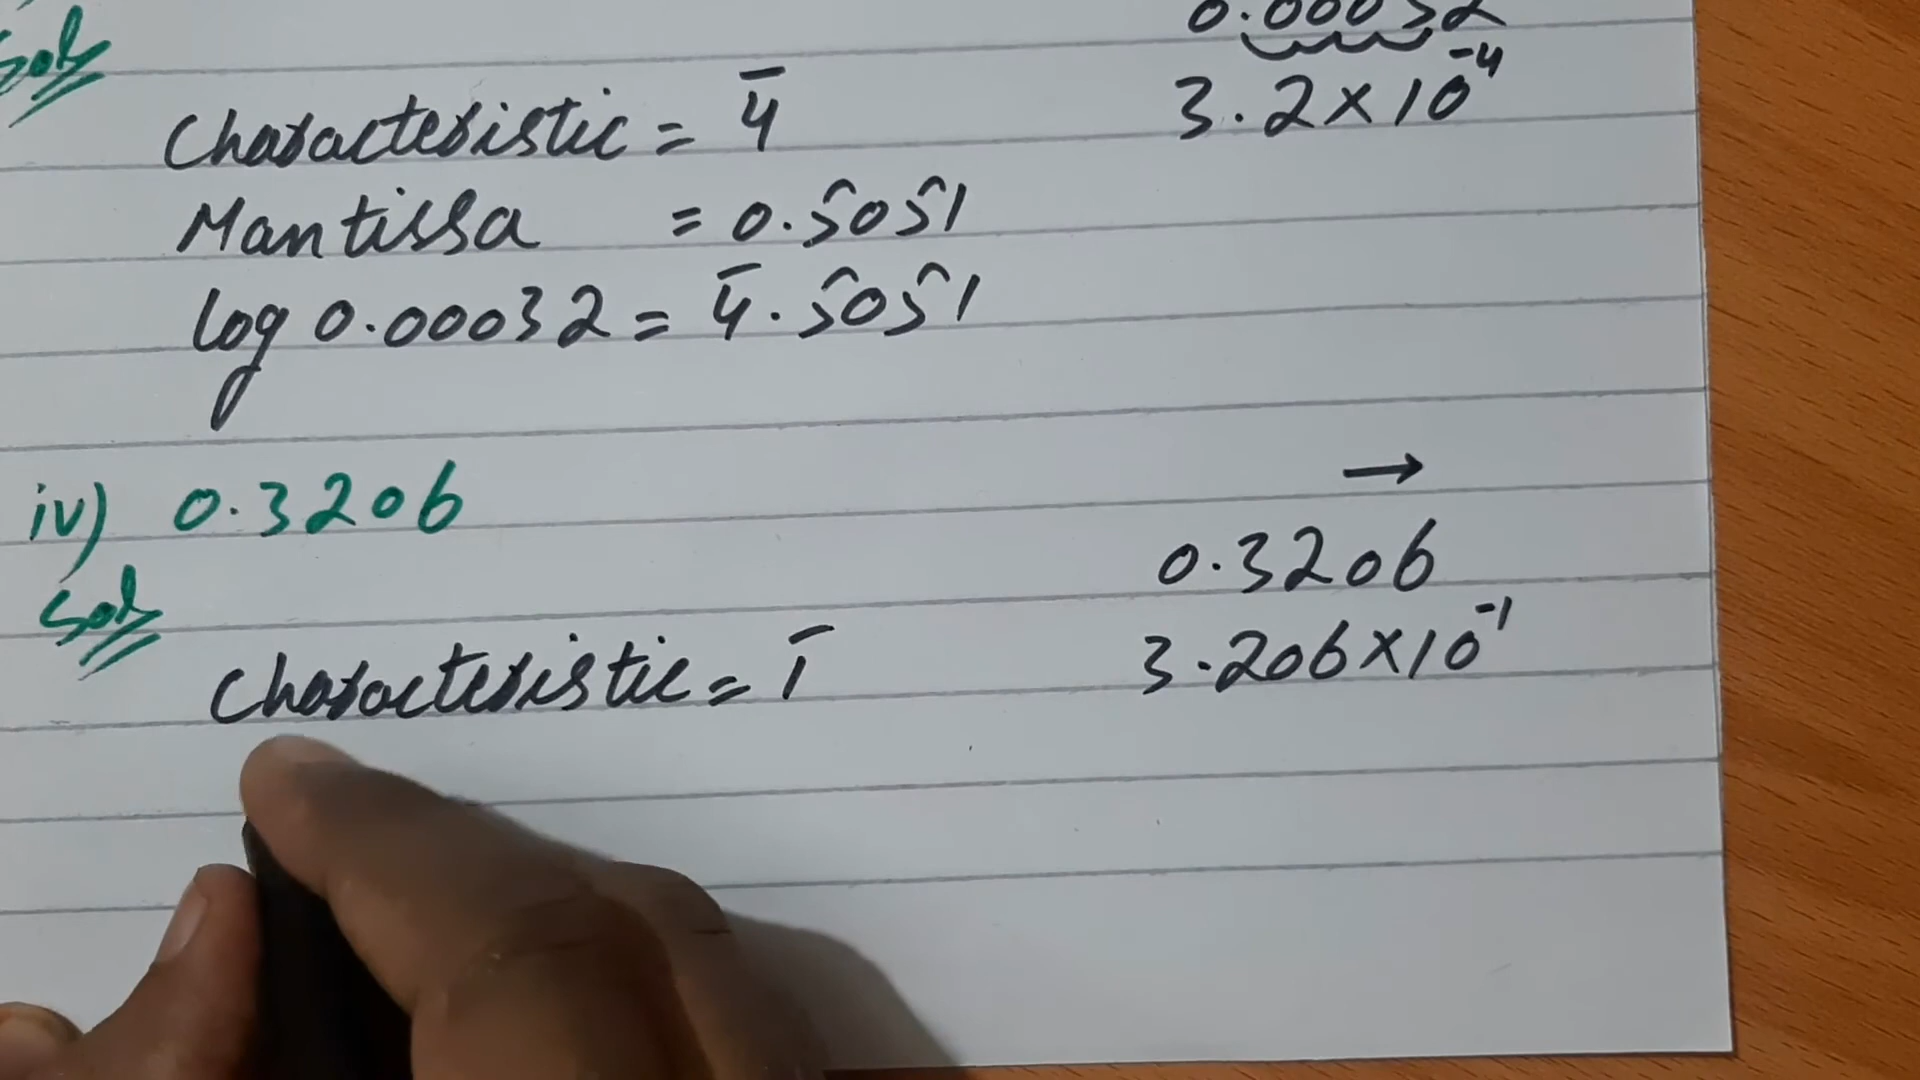 Sol
0.00032
3.2×10⁻⁴
Characteristic = 4̅
Mantissa = 0.5051
log 0.00032 = 4̅.5051
iv) 0.3206
→
0.3206
Sol
3.206×10⁻¹
Characteristic = 1̅